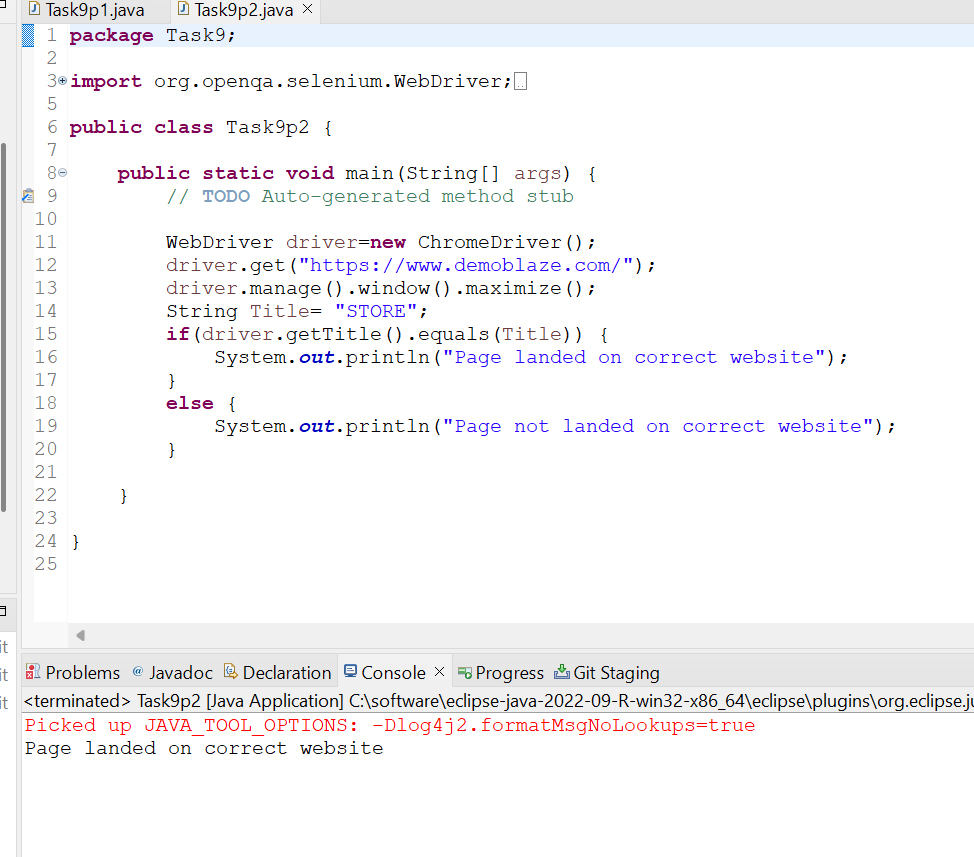 Task9p1.java Task9p2.java
1 package Task9;
2
3 import org.openqa.selenium.WebDriver;
5
6 public class Task9p2 {
7
8 public static void main(String[] args) {
9 // TODO Auto-generated method stub
10
11 WebDriver driver=new ChromeDriver();
12 driver.get("https://www.demoblaze.com/");
13 driver.manage().window().maximize();
14 String Title= "STORE";
15 if(driver.getTitle().equals(Title)) {
16 System.out.println("Page landed on correct website");
17 }
18 else {
19 System.out.println("Page not landed on correct website");
20 }
21
22 }
23
24 }
25
it
it
it
Problems @ Javadoc Declaration Console Progress Git Staging
<terminated> Task9p2 [Java Application] C:\software\eclipse-java-2022-09-R-win32-x86_64\eclipse\plugins\org.eclipse.ju
Picked up JAVA_TOOL_OPTIONS: -Dlog4j2.formatMsgNoLookups=true
Page landed on correct website